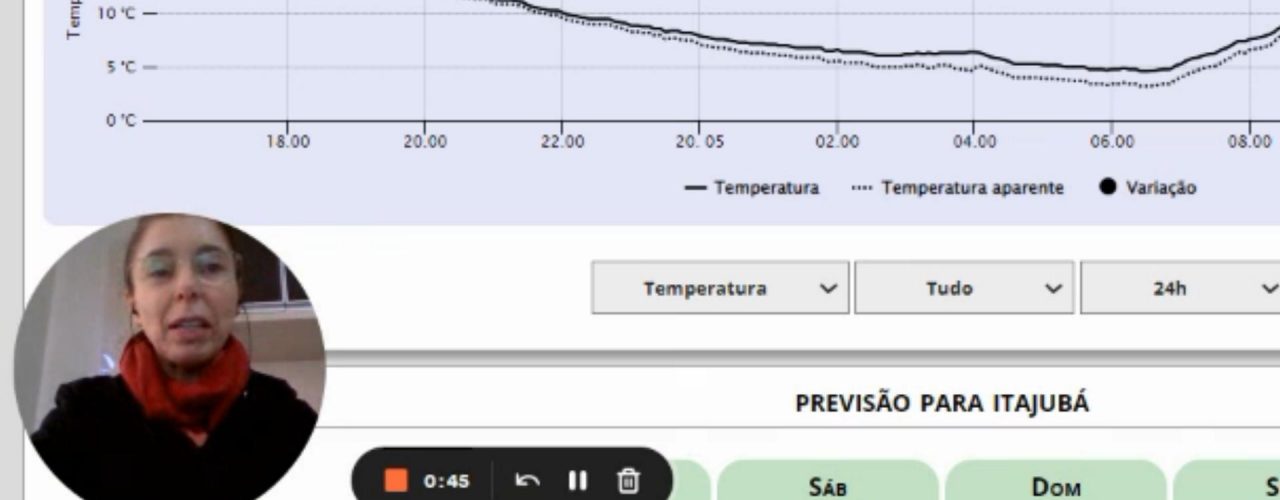 Temp
10 °C
5 °C
0 °C
18.00 20.00 22.00 20. 05 02.00 04.00 06.00 08.00
Temperatura Temperatura aparente Variação
Temperatura Tudo 24h
PREVISÃO PARA ITAJUBÁ
0:45 SÁB DOM S